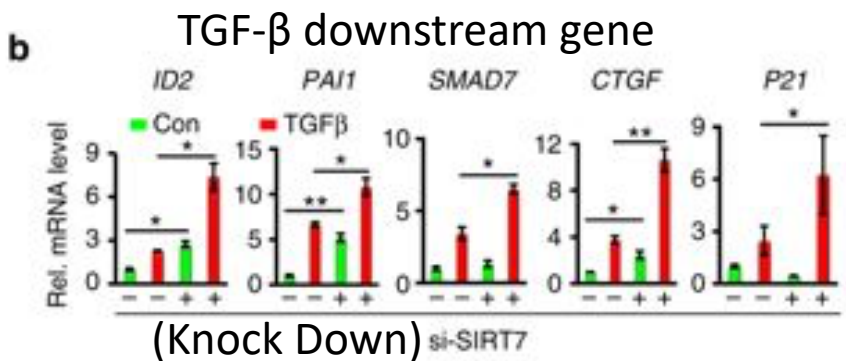 TGF-β downstream gene
b
ID2 PAI1 SMAD7 CTGF P21
Con TGFβ
Rel. mRNA level
9 6 3 0
* *
15 10 5 0
** *
10 5 0
*
12 8 4 0
* **
9 6 3 0
*
– – + + – – + + – – + + – – + + – – + +
(Knock Down) si-SIRT7